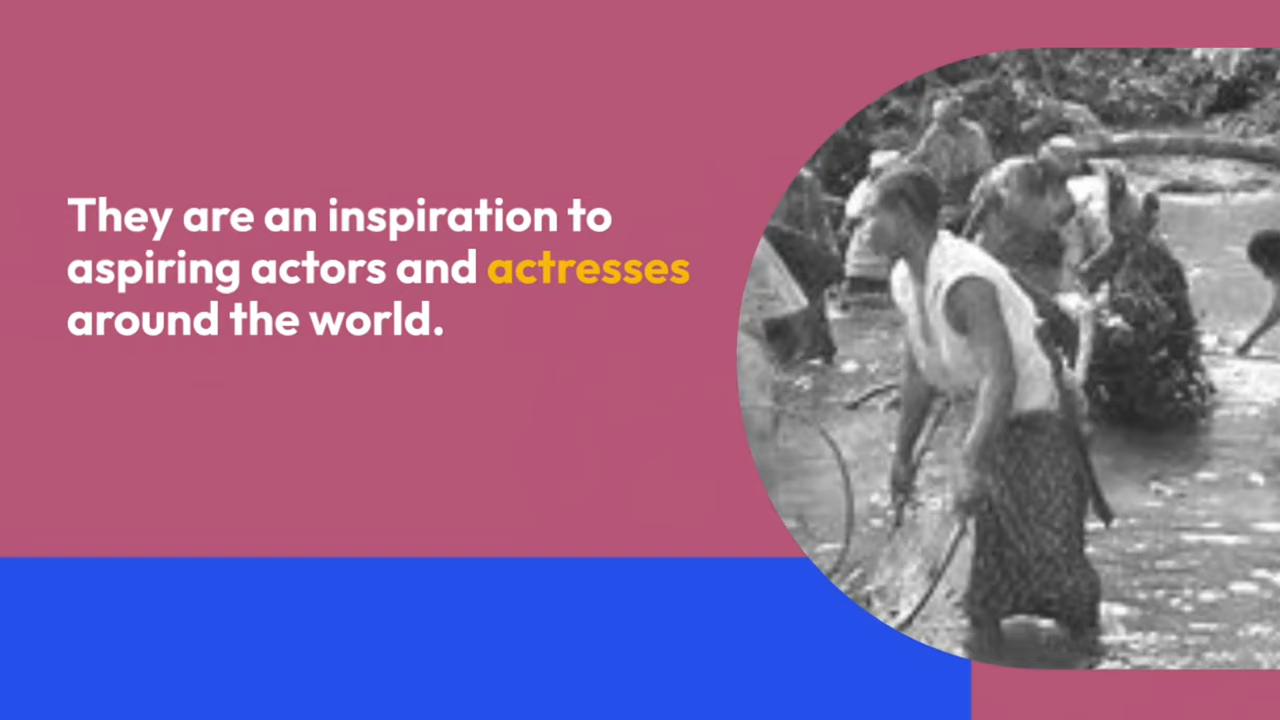 They are an inspiration to
aspiring actors and actresses
around the world.